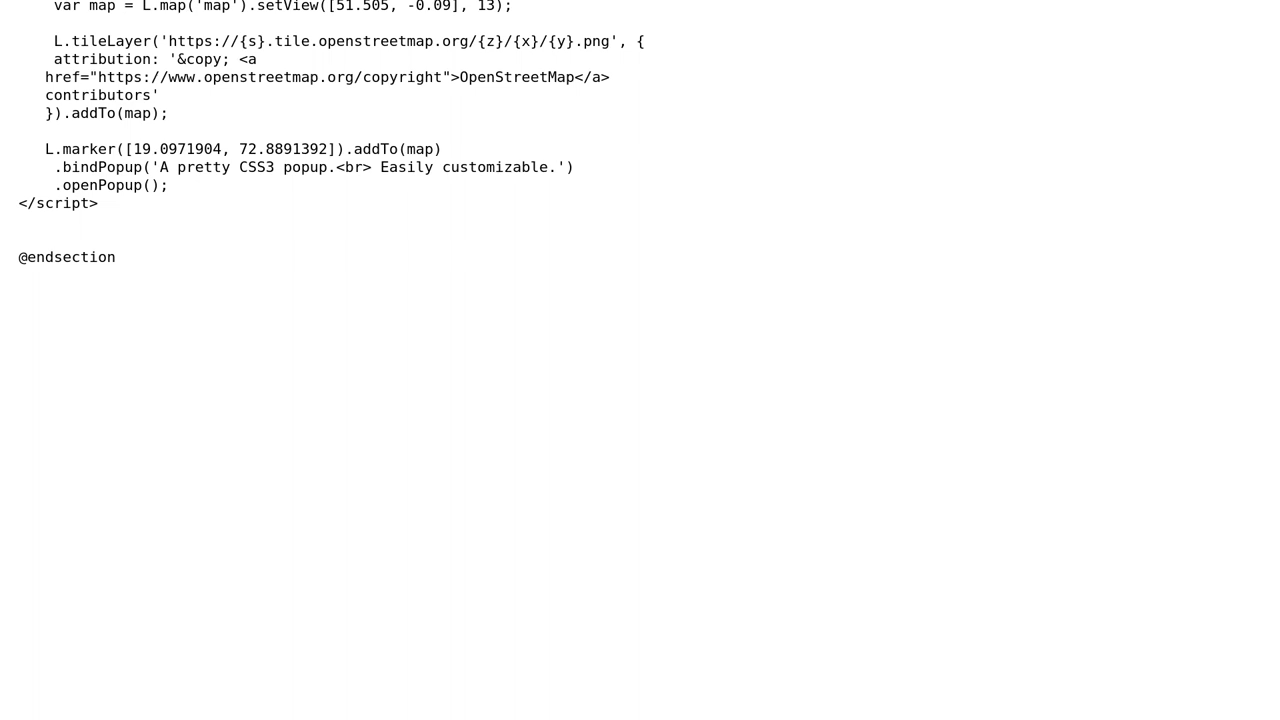 var map = L.map('map').setView([51.505, -0.09], 13);
L.tileLayer('https://{s}.tile.openstreetmap.org/{z}/{x}/{y}.png', {
attribution: '&copy; <a
href="https://www.openstreetmap.org/copyright">OpenStreetMap</a>
contributors'
}).addTo(map);
L.marker([19.0971904, 72.8891392]).addTo(map)
.bindPopup('A pretty CSS3 popup.<br> Easily customizable.')
.openPopup();
</script>
@endsection